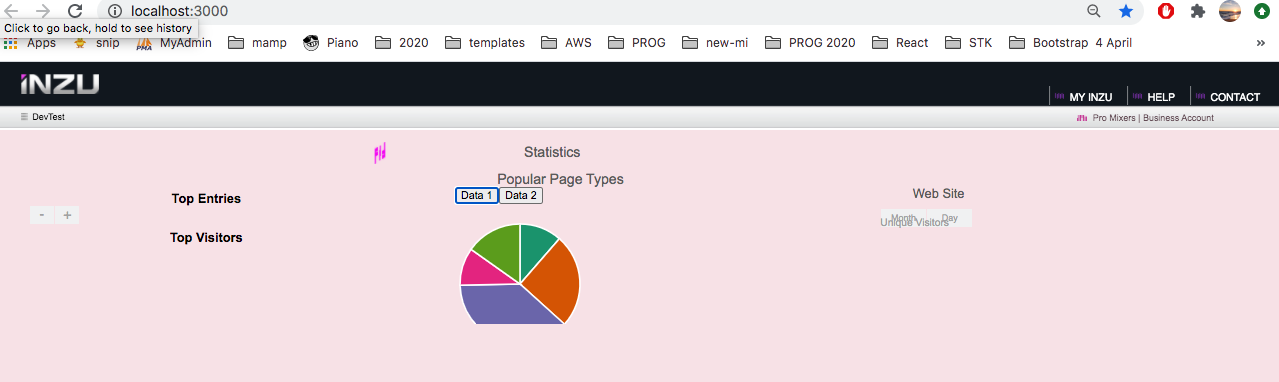 localhost:3000
Click to go back, hold to see history
Apps snip MyAdmin mamp Piano 2020 templates AWS PROG new-mi PROG 2020 React STK Bootstrap 4 April »
PMA
iNZU
MY INZU HELP CONTACT
DevTest
Pro Mixers | Business Account
Statistics
Popular Page Types
Data 1 Data 2
Top Entries
Web Site
- +
Month Day
Unique Visitors
Top Visitors